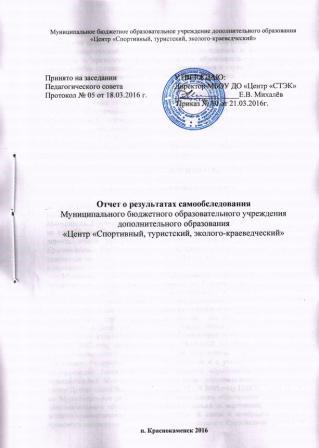 Муниципальное бюджетное образовательное учреждение дополнительного образования
«Центр «Спортивный, туристский, эколого-краеведческий»
Принято на заседании
Педагогического совета
Протокол № 05 от 18.03.2016 г.
УТВЕРЖДАЮ:
Директор МБОУ ДО «Центр «СТЭК»
Е.В. Михалёв
Приказ № 30 от 21.03.2016г.
Отчет о результатах самообследования
Муниципального бюджетного образовательного учреждения
дополнительного образования
«Центр «Спортивный, туристский, эколого-краеведческий»
п. Краснокаменск 2016